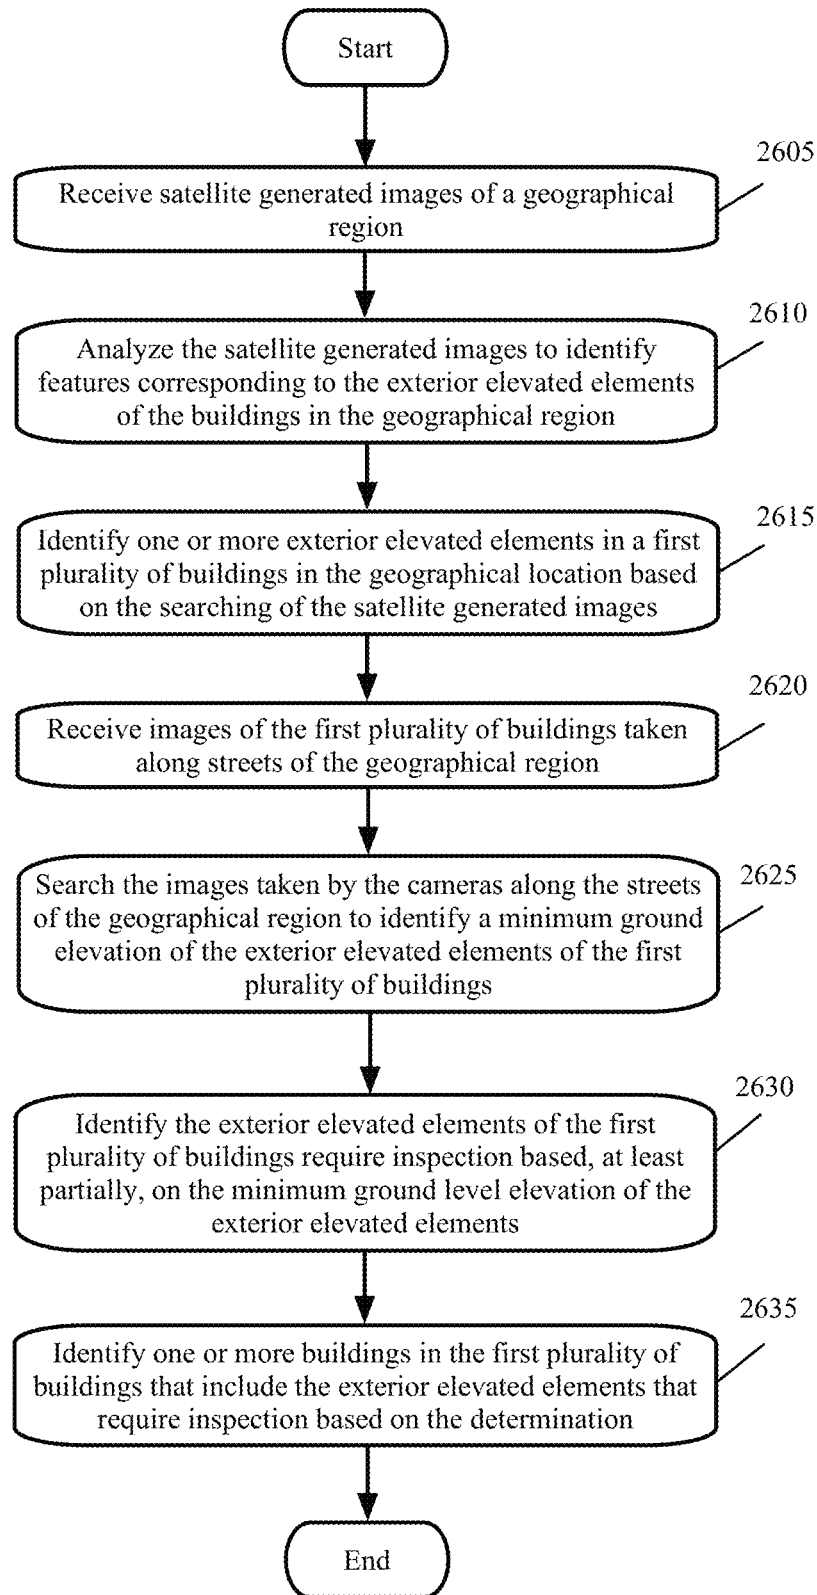 Start
2605
Receive satellite generated images of a geographical
region
2610
Analyze the satellite generated images to identify
features corresponding to the exterior elevated elements
of the buildings in the geographical region
2615
Identify one or more exterior elevated elements in a first
plurality of buildings in the geographical location based
on the searching of the satellite generated images
2620
Receive images of the first plurality of buildings taken
along streets of the geographical region
2625
Search the images taken by the cameras along the streets
of the geographical region to identify a minimum ground
elevation of the exterior elevated elements of the first
plurality of buildings
2630
Identify the exterior elevated elements of the first
plurality of buildings require inspection based, at least
partially, on the minimum ground level elevation of the
exterior elevated elements
2635
Identify one or more buildings in the first plurality of
buildings that include the exterior elevated elements that
require inspection based on the determination
End